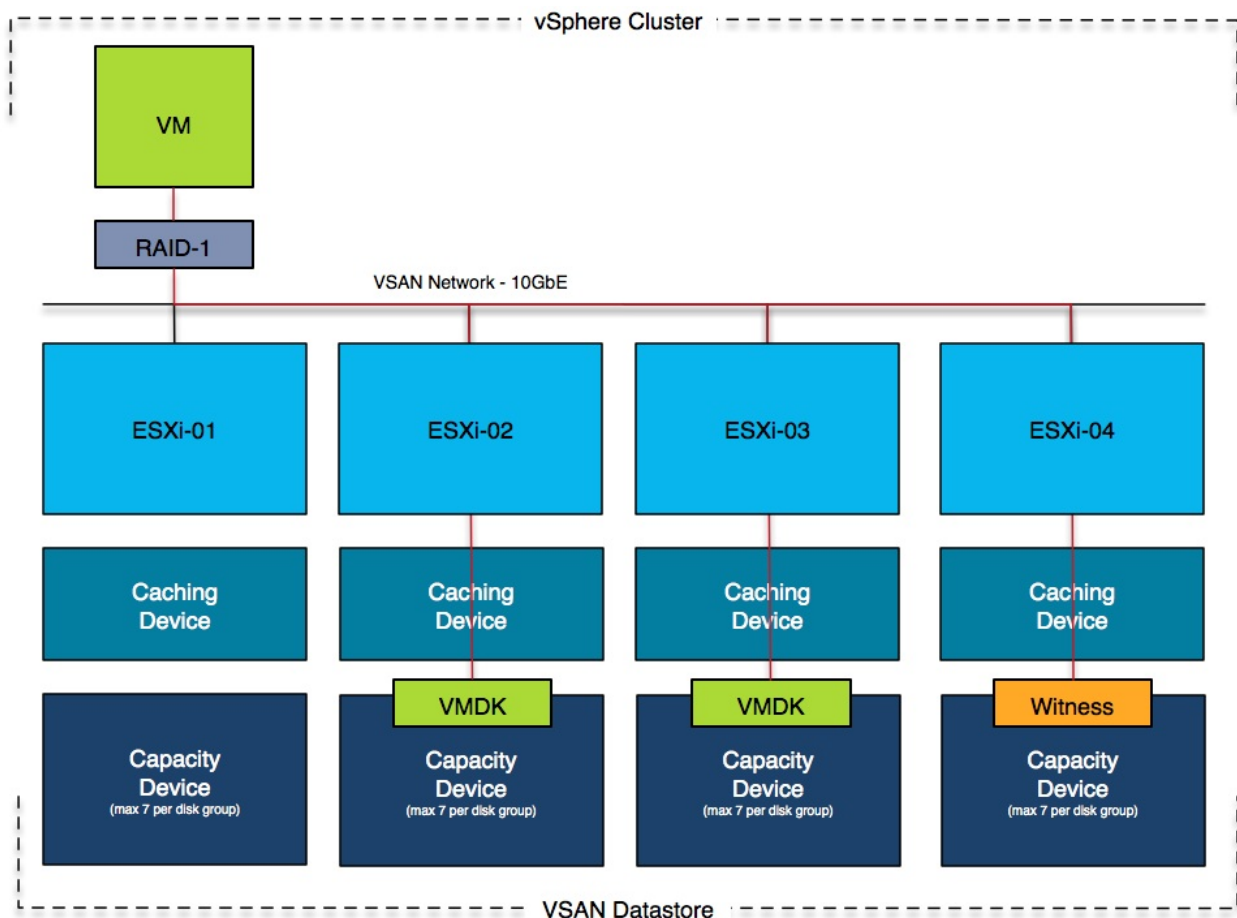 vSphere Cluster
VM
RAID-1
VSAN Network - 10GbE
ESXi-01
ESXi-02
ESXi-03
ESXi-04
Caching
Device
Caching
Device
Caching
Device
Caching
Device
VMDK
VMDK
Witness
Capacity
Device
(max 7 per disk group)
Capacity
Device
(max 7 per disk group)
Capacity
Device
(max 7 per disk group)
Capacity
Device
(max 7 per disk group)
VSAN Datastore